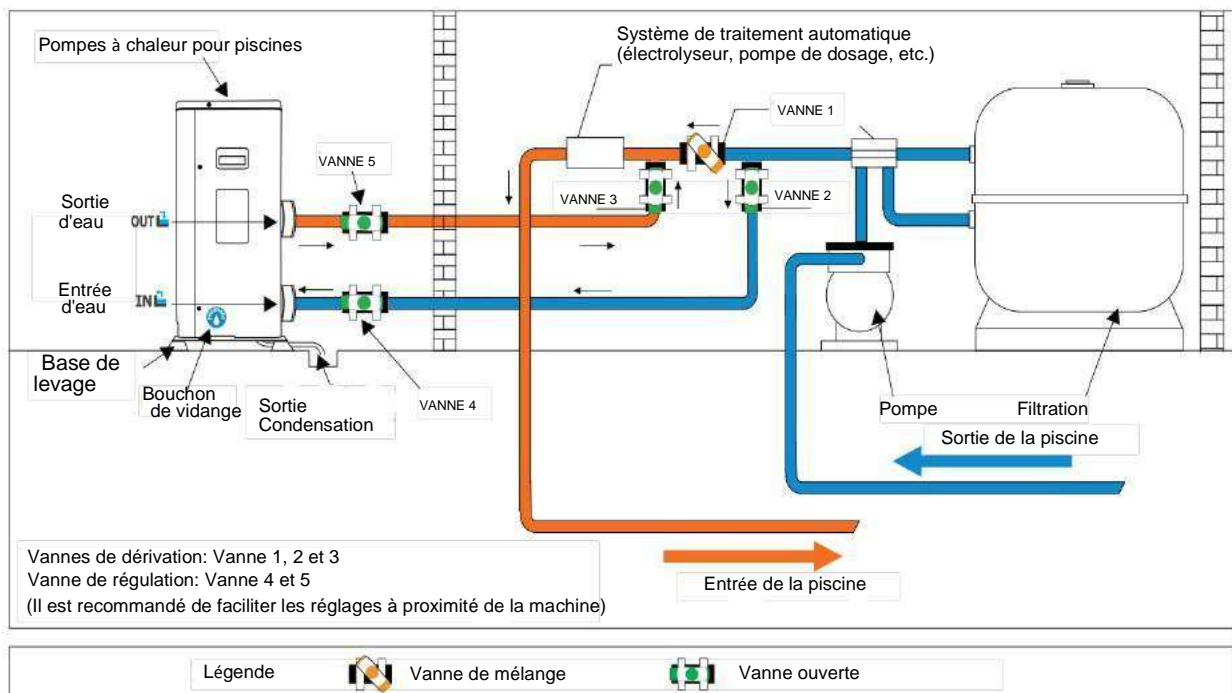 Pompes à chaleur pour piscines
Système de traitement automatique
(électrolyseur, pompe de dosage, etc.)
VANNE 1
VANNE 5
VANNE 3
VANNE 2
Sortie
d'eau
OUT
Entrée
d'eau
IN
Base de
levage
Bouchon
de vidange
Sortie
Condensation
VANNE 4
Pompe
Filtration
Sortie de la piscine
Entrée de la piscine
Vannes de dérivation: Vanne 1, 2 et 3
Vanne de régulation: Vanne 4 et 5
(Il est recommandé de faciliter les réglages à proximité de la machine)
Légende
Vanne de mélange
Vanne ouverte